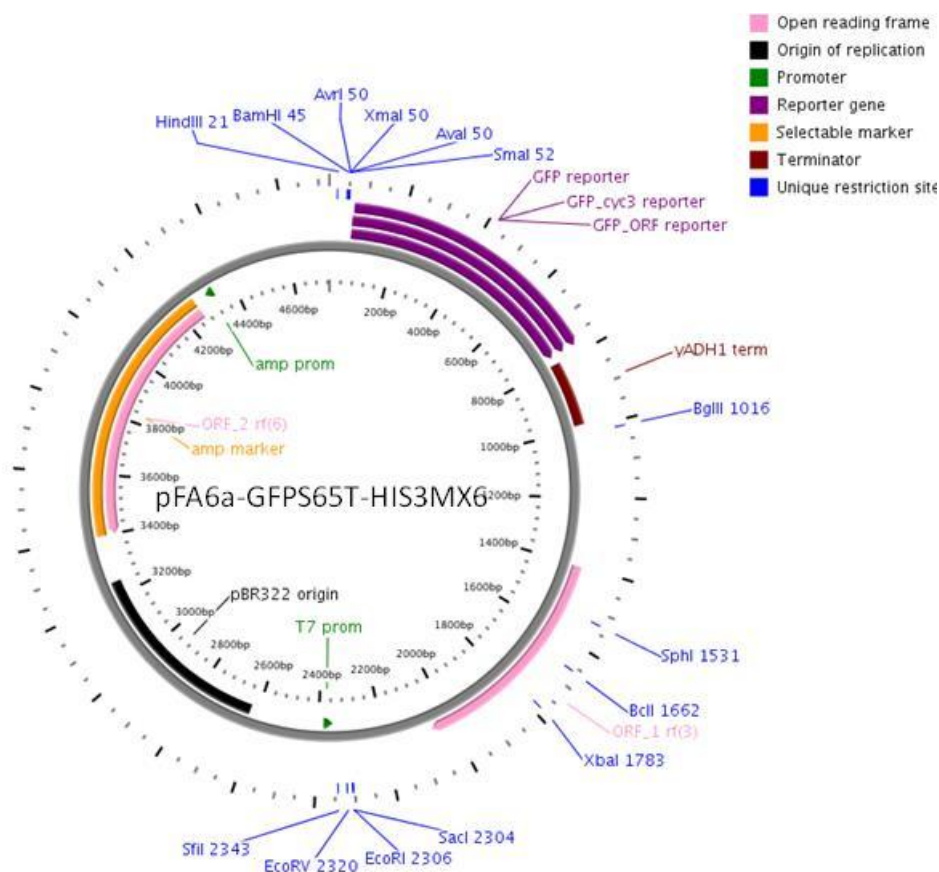 Open reading frame
Origin of replication
Promoter
Reporter gene
Selectable marker
Terminator
Unique restriction site
AvrI 50
HindIII 21
BamHI 45
XmaI 50
AvaI 50
SmaI 52
GFP reporter
GFP_cyc3 reporter
GFP_ORF reporter
yADH1 term
BglII 1016
SphI 1531
BclI 1662
ORF_1 rf(3)
XbaI 1783
SacI 2304
EcoRI 2306
EcoRV 2320
SfiI 2343
pBR322 origin
T7 prom
amp prom
ORF_2 rf(6)
amp marker
pFA6a-GFPS65T-HIS3MX6
200bp
400bp
600bp
800bp
1000bp
1200bp
1400bp
1600bp
1800bp
2000bp
2200bp
2400bp
2600bp
2800bp
3000bp
3200bp
3400bp
3600bp
3800bp
4000bp
4200bp
4400bp
4600bp